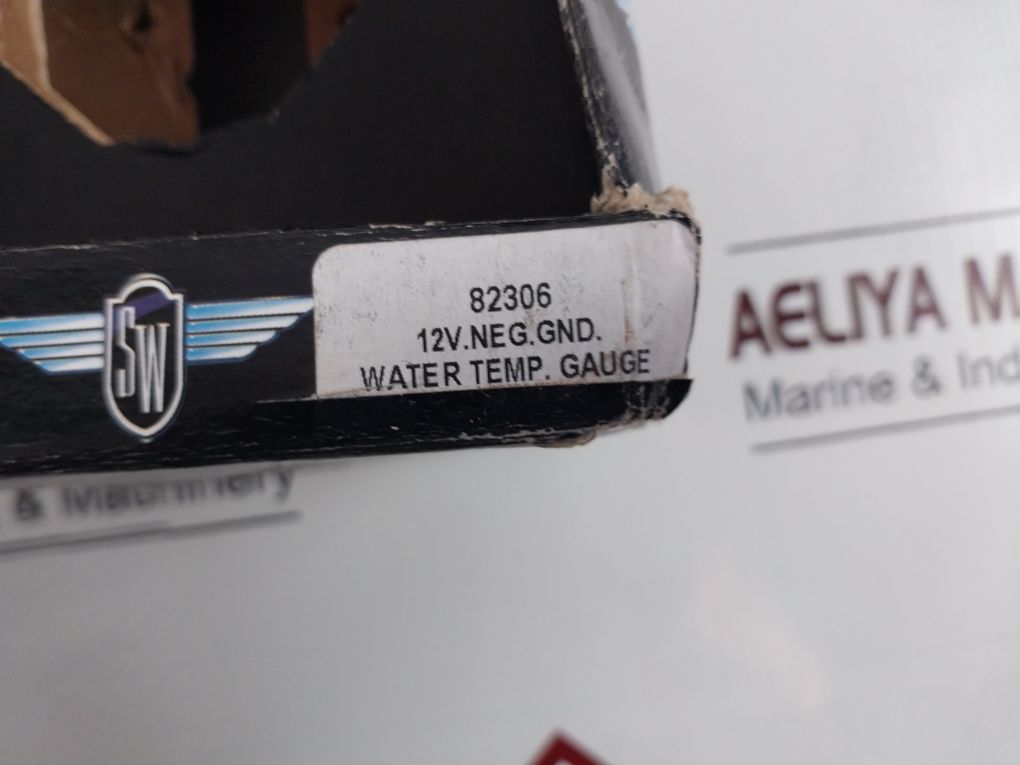 82306
12V.NEG.GND.
WATER TEMP. GAUGE
SW
AELIYA M
Marine & Ind
& Machinery